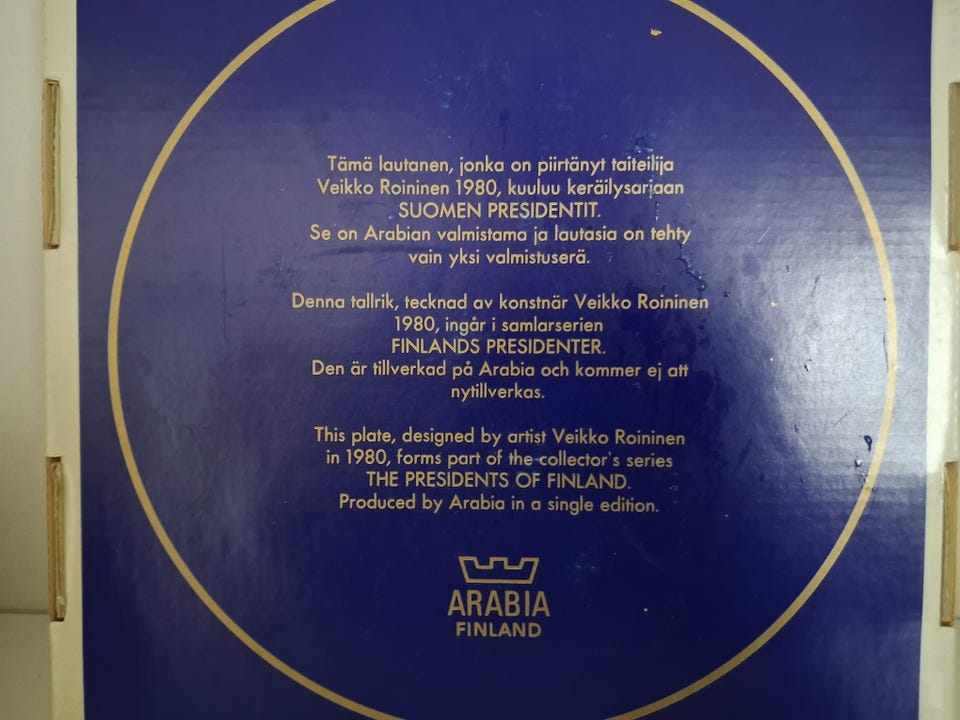 Tämä lautanen, jonka on piirtänyt taiteilija
Veikko Roininen 1980, kuuluu keräilysarjaan
SUOMEN PRESIDENTIT.
Se on Arabian valmistama ja lautasia on tehty
vain yksi valmistuserä.
Denna tallrik, tecknad av konstnär Veikko Roininen
1980, ingår i samlarserien
FINLANDS PRESIDENTER.
Den är tillverkad på Arabia och kommer ej att
nytillverkas.
This plate, designed by artist Veikko Roininen
in 1980, forms part of the collector's series
THE PRESIDENTS OF FINLAND.
Produced by Arabia in a single edition.
ARABIA
FINLAND